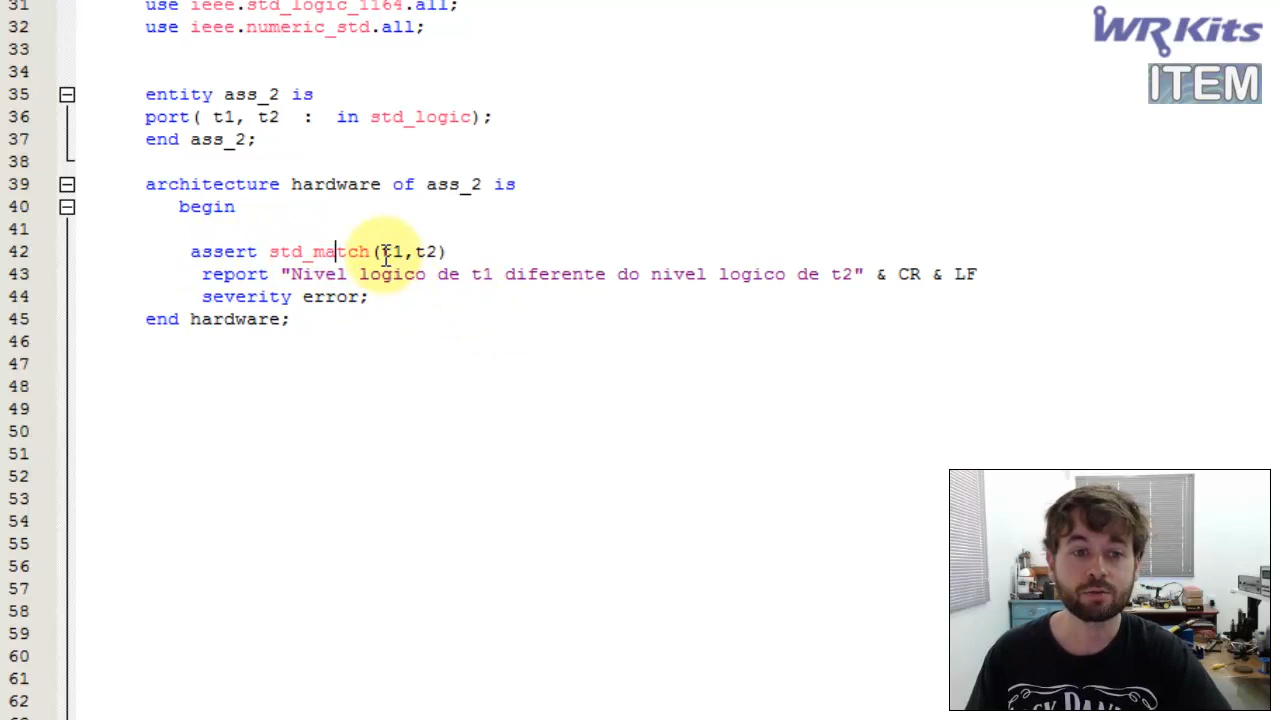 WR Kits
ITEM
31 use ieee.std_logic_1164.all;
32 use ieee.numeric_std.all;
33
34
35 entity ass_2 is
36 port( t1, t2 : in std_logic);
37 end ass_2;
38
39 architecture hardware of ass_2 is
40 begin
41
42 assert std_match(t1,t2)
43 report "Nivel logico de t1 diferente do nivel logico de t2" & CR & LF
44 severity error;
45 end hardware;
46
47
48
49
50
51
52
53
54
55
56
57
58
59
60
61
62